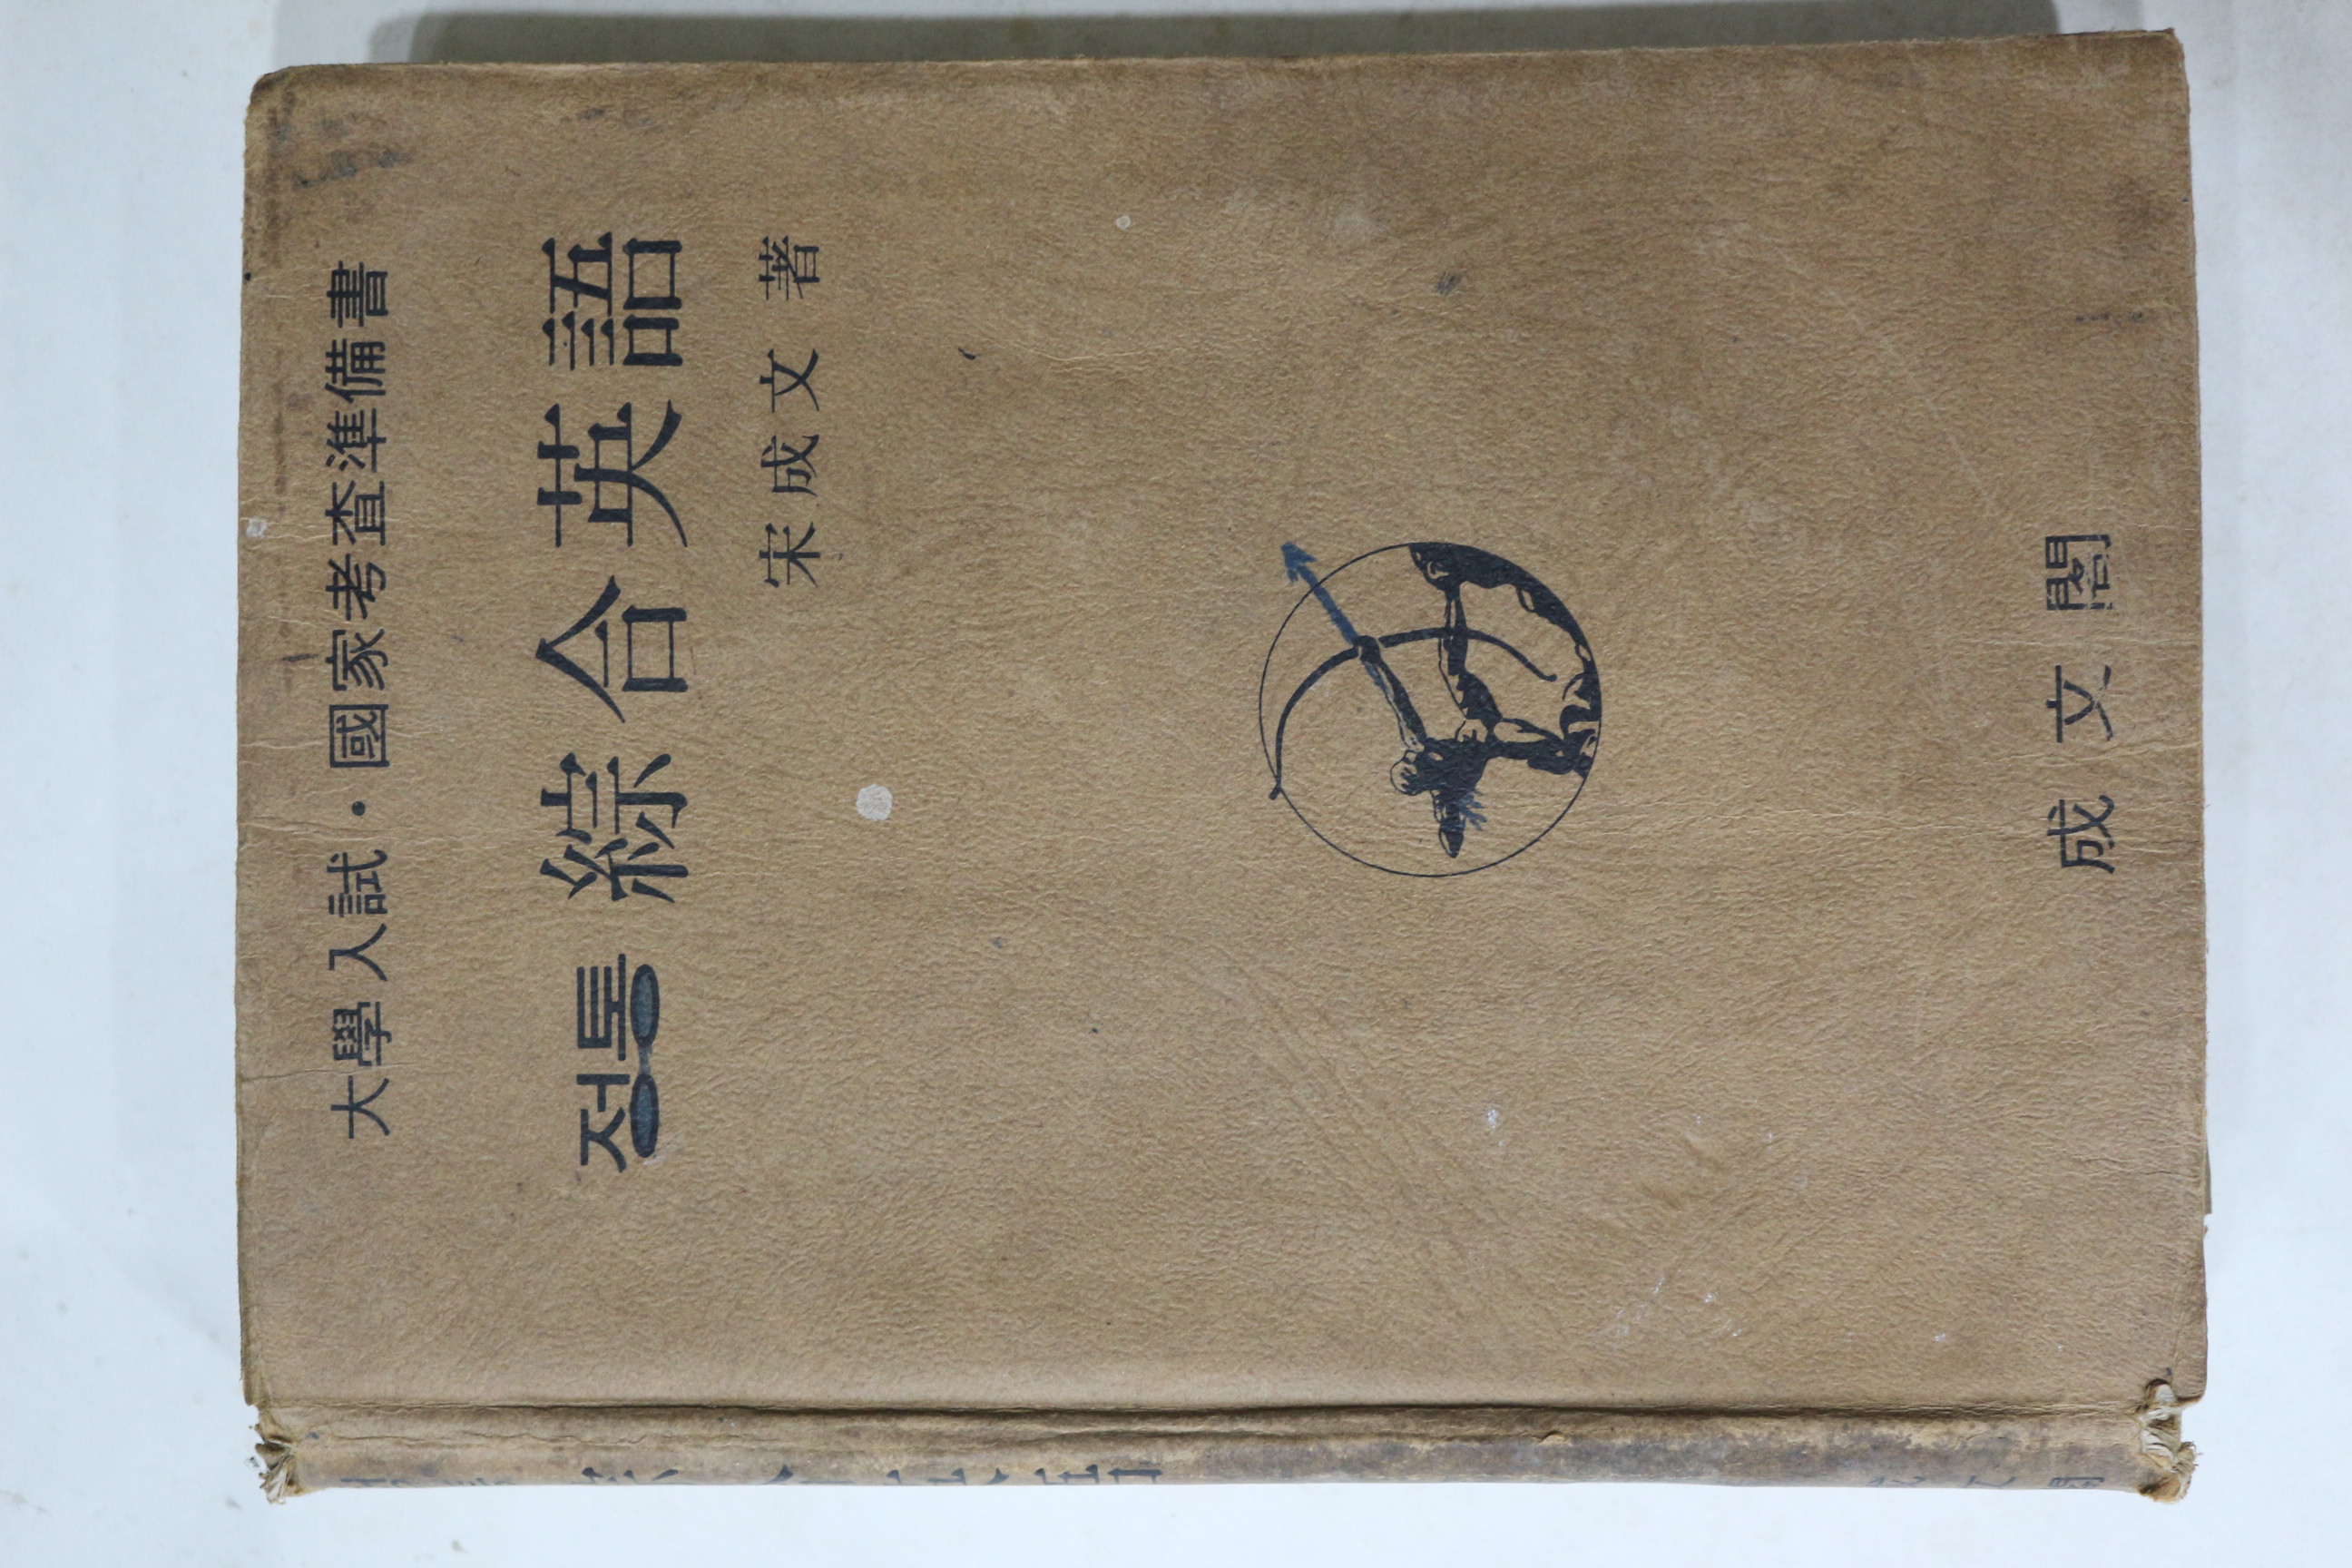 大學入試・國家考査準備書
정통 綜合英語
宋成文 著
成文閣